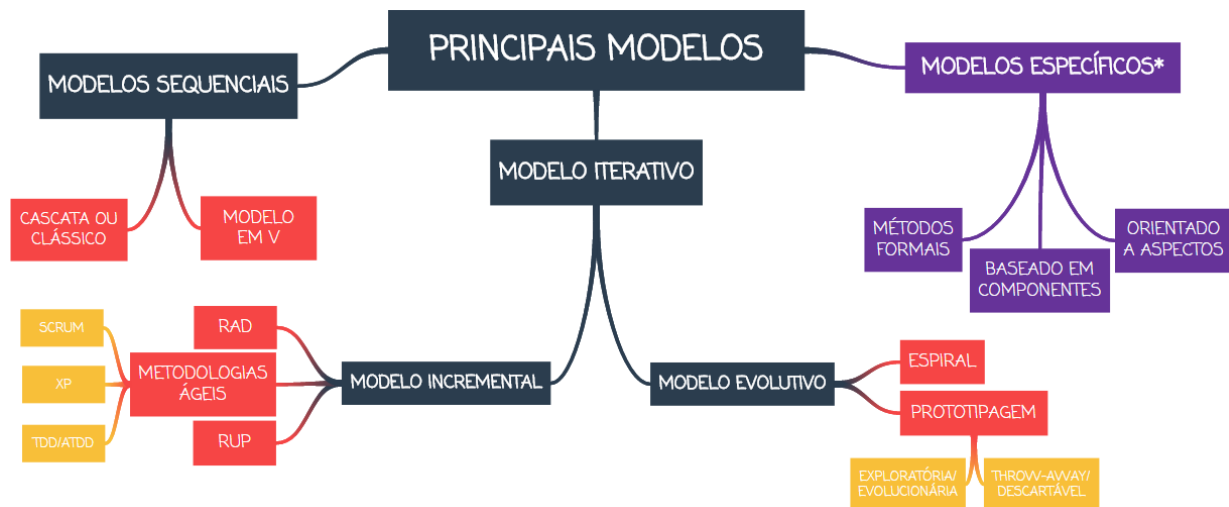 PRINCIPAIS MODELOS
MODELOS SEQUENCIAIS
MODELOS ESPECÍFICOS*
MODELO ITERATIVO
CASCATA OU
CLÁSSICO
MODELO
EM V
MÉTODOS
FORMAIS
BASEADO EM
COMPONENTES
ORIENTADO
A ASPECTOS
SCRUM
XP
TDD/ATDD
RAD
METODOLOGIAS
ÁGEIS
RUP
MODELO INCREMENTAL
MODELO EVOLUTIVO
ESPIRAL
PROTOTIPAGEM
EXPLORATÓRIA/
EVOLUCIONÁRIA
THROW-AWAY/
DESCARTÁVEL